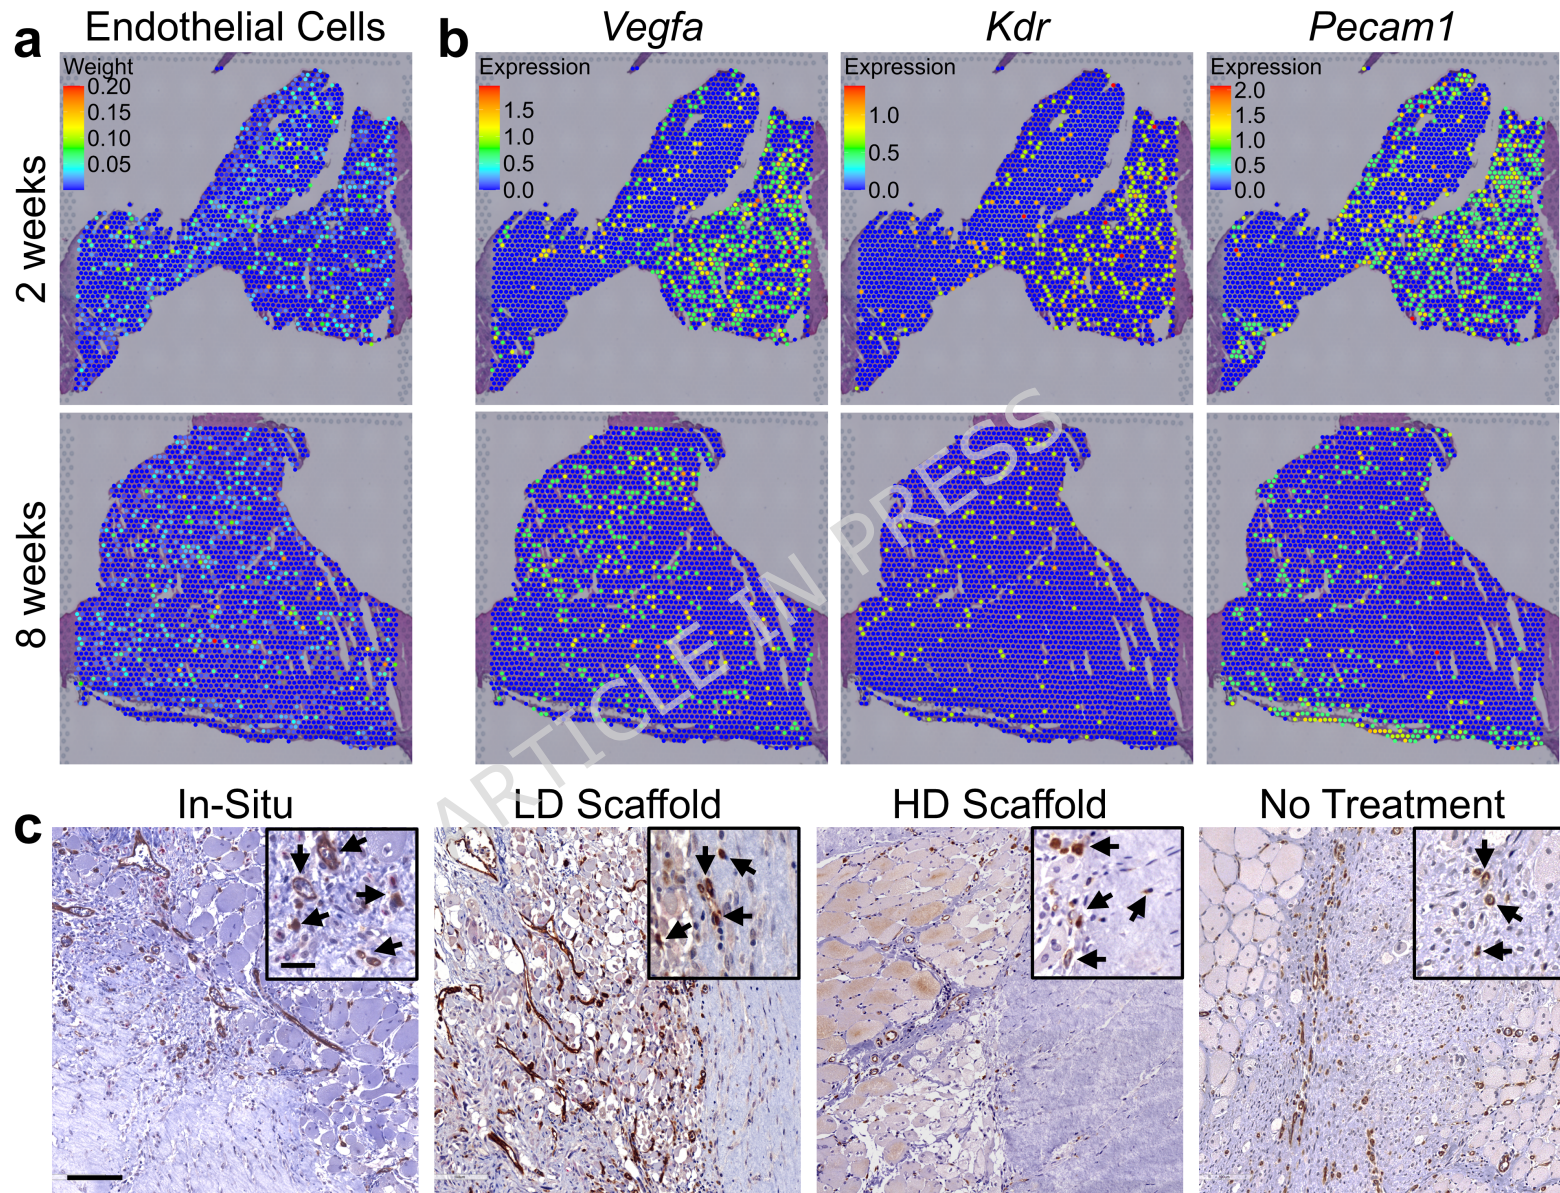 a
Endothelial Cells
b
Vegfa
Kdr
Pecam1
2 weeks
Weight
0.20
0.15
0.10
0.05
Expression
1.5
1.0
0.5
0.0
Expression
1.0
0.5
0.0
Expression
2.0
1.5
1.0
0.5
0.0
8 weeks
ARTICLE IN PRESS
c
In-Situ
LD Scaffold
HD Scaffold
No Treatment